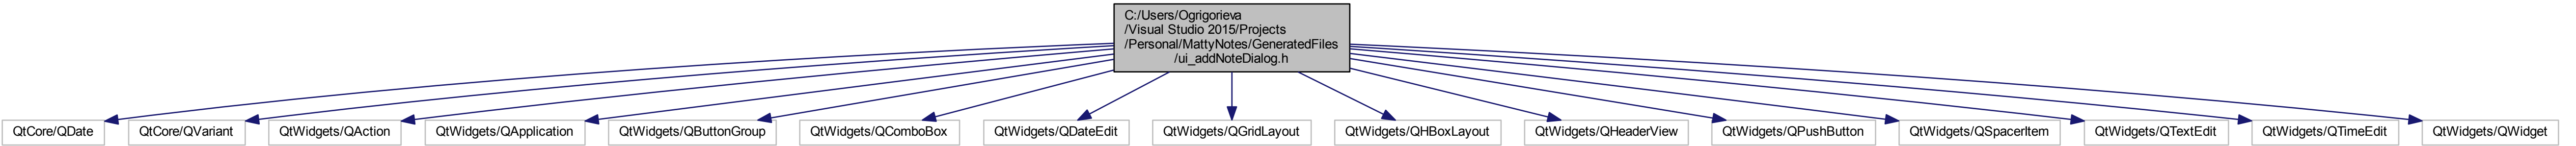 C:/Users/Ogrigorieva
/Visual Studio 2015/Projects
/Personal/MattyNotes/GeneratedFiles
/ui_addNoteDialog.h
QtCore/QDate
QtCore/QVariant
QtWidgets/QAction
QtWidgets/QApplication
QtWidgets/QButtonGroup
QtWidgets/QComboBox
QtWidgets/QDateEdit
QtWidgets/QGridLayout
QtWidgets/QHBoxLayout
QtWidgets/QHeaderView
QtWidgets/QPushButton
QtWidgets/QSpacerItem
QtWidgets/QTextEdit
QtWidgets/QTimeEdit
QtWidgets/QWidget